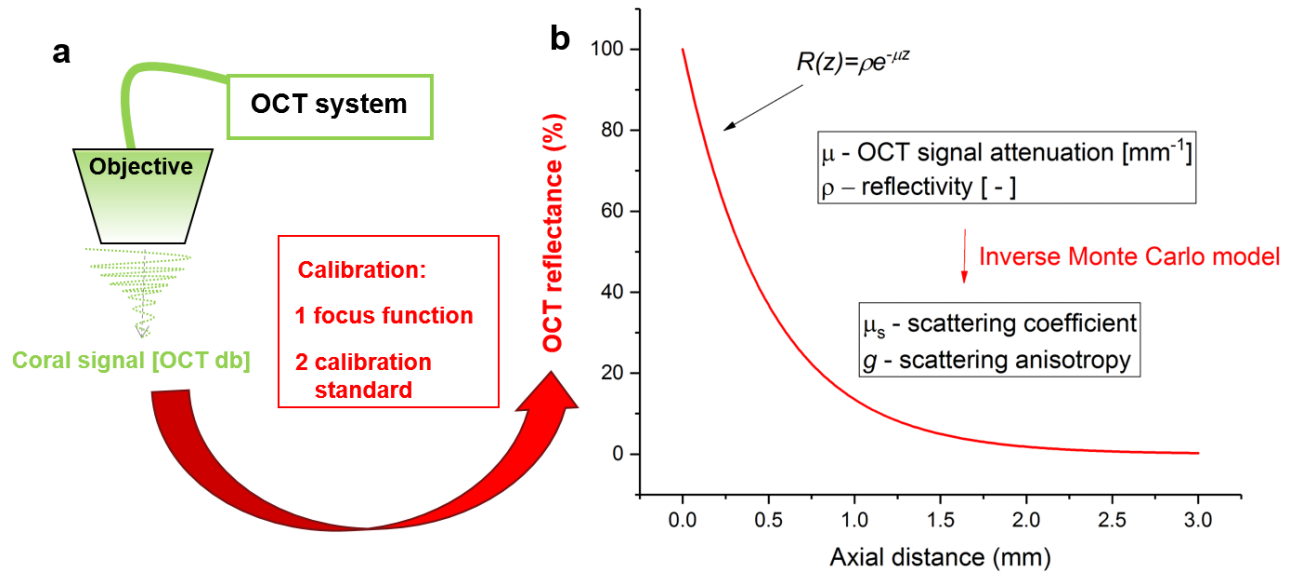 a
OCT system
Objective
Coral signal [OCT db]
Calibration:
1 focus function
2 calibration
standard
b
OCT reflectance (%)
100
80
60
40
20
0
R(z)=ρe^-μz
μ - OCT signal attenuation [mm^-1]
ρ – reflectivity [ - ]
Inverse Monte Carlo model
μ_s - scattering coefficient
g - scattering anisotropy
0.0 0.5 1.0 1.5 2.0 2.5 3.0
Axial distance (mm)